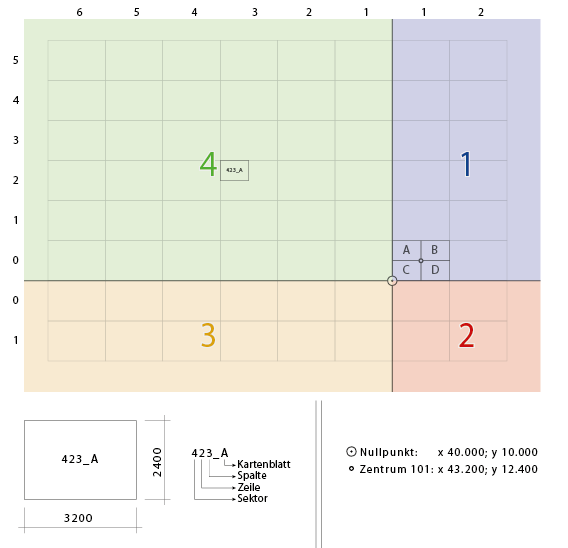 6 5 4 3 2 1 1 2
5
4
3
4 423_A 1
2
1
A B
0
C D
0
3 2
1
423_A
2400
3200
423_A
Kartenblatt
Spalte
Zeile
Sektor
Nullpunkt: x 40.000; y 10.000
Zentrum 101: x 43.200; y 12.400